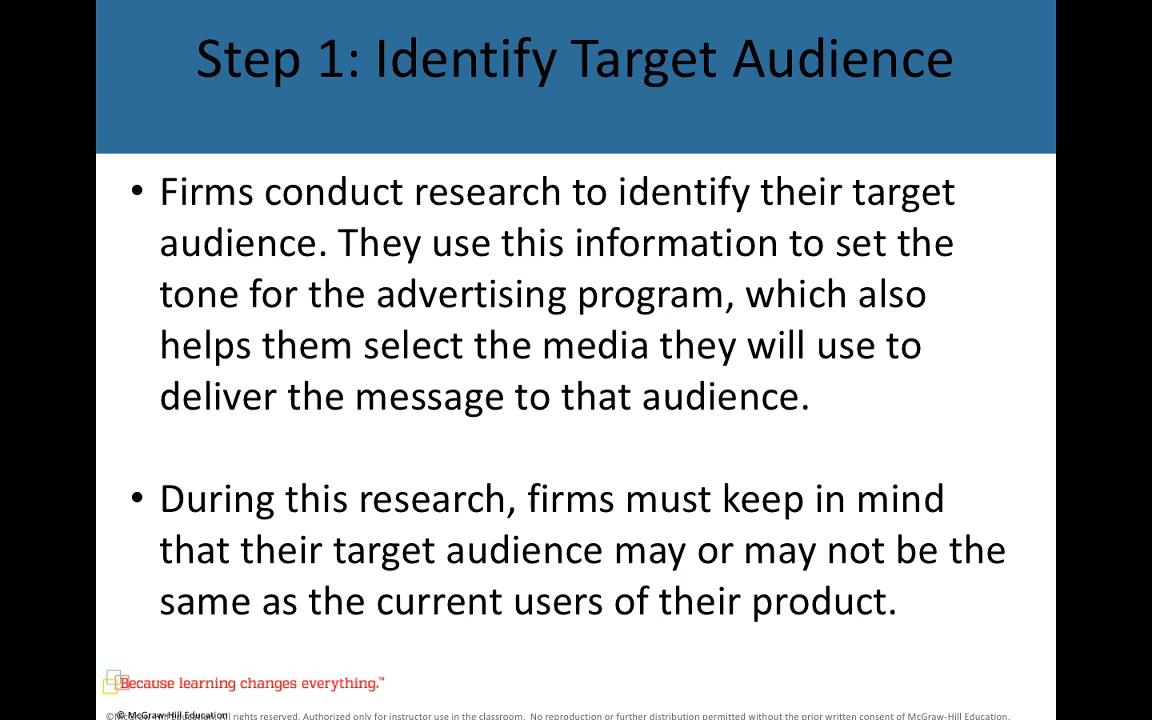 Step 1: Identify Target Audience
• Firms conduct research to identify their target
audience. They use this information to set the
tone for the advertising program, which also
helps them select the media they will use to
deliver the message to that audience.
• During this research, firms must keep in mind
that their target audience may or may not be the
same as the current users of their product.
Because learning changes everything.™
© McGraw-Hill Education
All rights reserved. Authorized only for instructor use in the classroom. No reproduction or further distribution permitted without the prior written consent of McGraw-Hill Education.